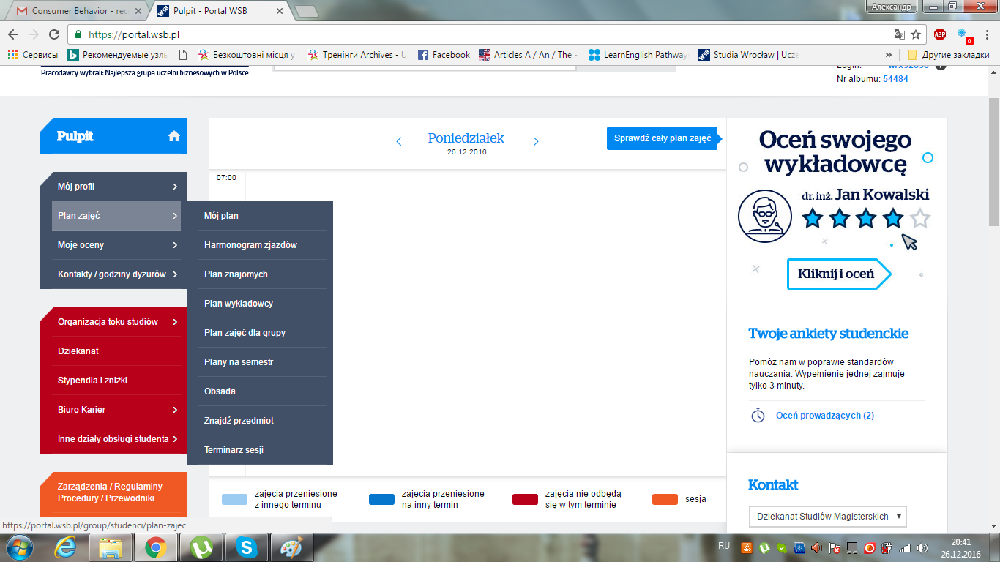 Consumer Behavior - rec
Pulpit - Portal WSB
Александр
https://portal.wsb.pl
ABP
0
Сервисы
Рекомендуемые узлы
Безкоштовні місця у
Тренінги Archives - U
Facebook
Articles A / An / The -
LearnEnglish Pathway
Studia Wrocław | Ucze
»
Другие закладки
Pracodawcy wybrali: Najlepsza grupa uczelni biznesowych w Polsce
Nr albumu: 54484
Pulpit
Poniedziałek
26.12.2016
Sprawdź cały plan zajęć
07:00
Mój profil
Plan zajęć
Moje oceny
Kontakty / godziny dyżurów
Mój plan
Harmonogram zjazdów
Plan znajomych
Plan wykładowcy
Plan zajęć dla grupy
Plany na semestr
Obsada
Znajdź przedmiot
Terminarz sesji
Organizacja toku studiów
Dziekanat
Stypendia i zniżki
Biuro Karier
Inne działy obsługi studenta
Zarządzenia / Regulaminy
Procedury / Przewodniki
zajęcia przeniesione
z innego terminu
zajęcia przeniesione
na inny termin
zajęcia nie odbędą
się w tym terminie
sesja
Oceń swojego
wykładowcę
dr. inż. Jan Kowalski
Kliknij i oceń
Twoje ankiety studenckie
Pomóż nam w poprawie standardów
nauczania. Wypełnienie jednej zajmuje
tylko 3 minuty.
Oceń prowadzących (2)
Kontakt
Dziekanat Studiów Magisterskich
https://portal.wsb.pl/group/studenci/plan-zajec
RU
20:41
26.12.2016